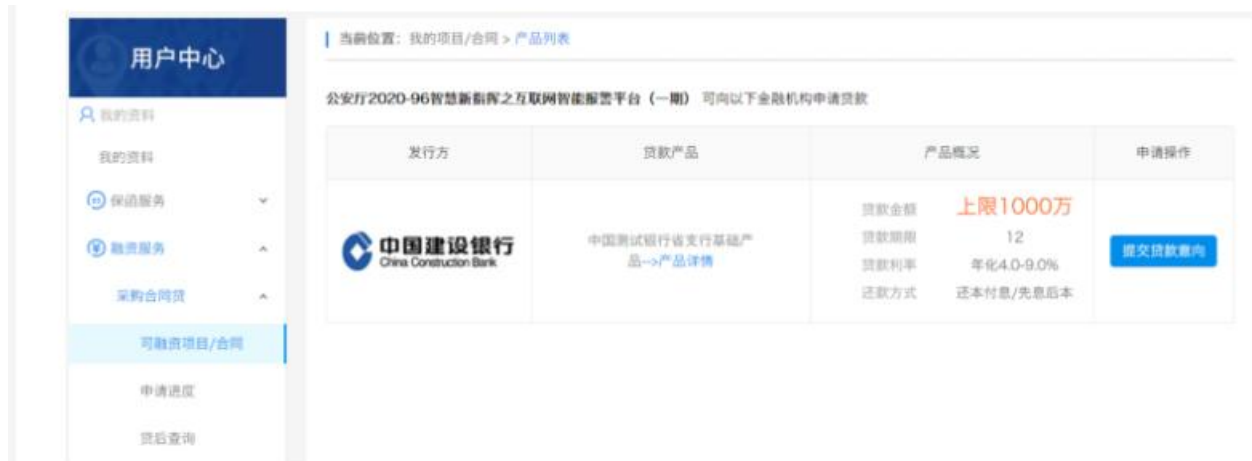 用户中心
我的资料
我的资料
保函服务
融资服务
采购合同贷
可融资项目/合同
申请进度
贷后查询
当前位置：我的项目/合同 > 产品列表
公安厅2020-96智慧新指挥之互联网智能报警平台（一期） 可向以下金融机构申请贷款
发行方 贷款产品 产品概况 申请操作
中国建设银行
China Construction Bank
中国测试银行省支行基础产
品-->产品详情
贷款金额 上限1000万
贷款期限 12
贷款利率 年化4.0-9.0%
还款方式 还本付息/先息后本
提交贷款意向